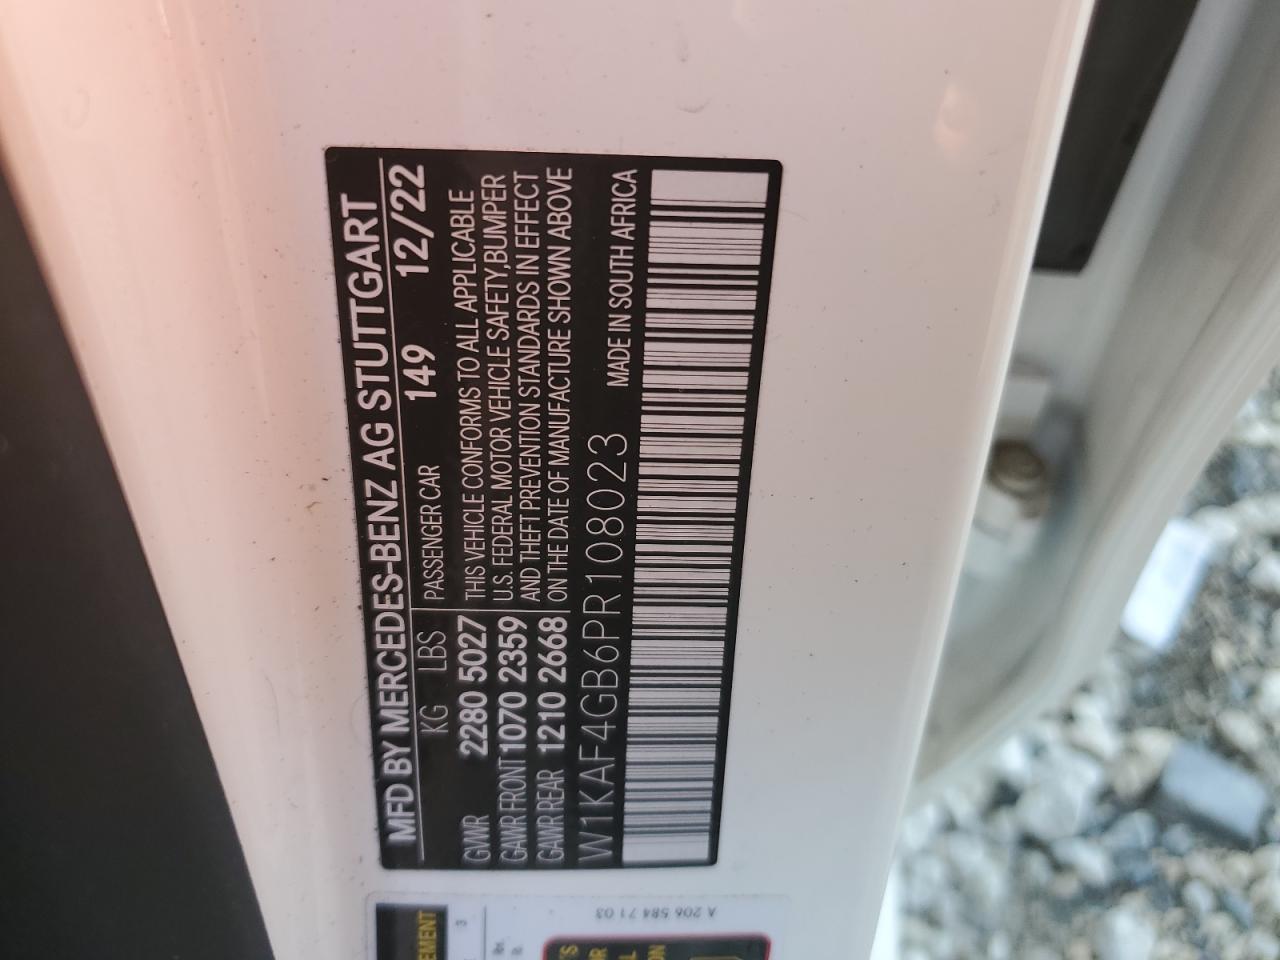 MFD BY MERCEDES-BENZ AG STUTTGART
KG LBS PASSENGER CAR 149 12/22
GVWR 2280 5027 THIS VEHICLE CONFORMS TO ALL APPLICABLE
GAWR FRONT 1070 2359 U.S. FEDERAL MOTOR VEHICLE SAFETY,BUMPER
GAWR REAR 1210 2668 AND THEFT PREVENTION STANDARDS IN EFFECT
ON THE DATE OF MANUFACTURE SHOWN ABOVE
W1KAF4GB6PR108023 MADE IN SOUTH AFRICA
A 206 584 71 03
EMENT
3